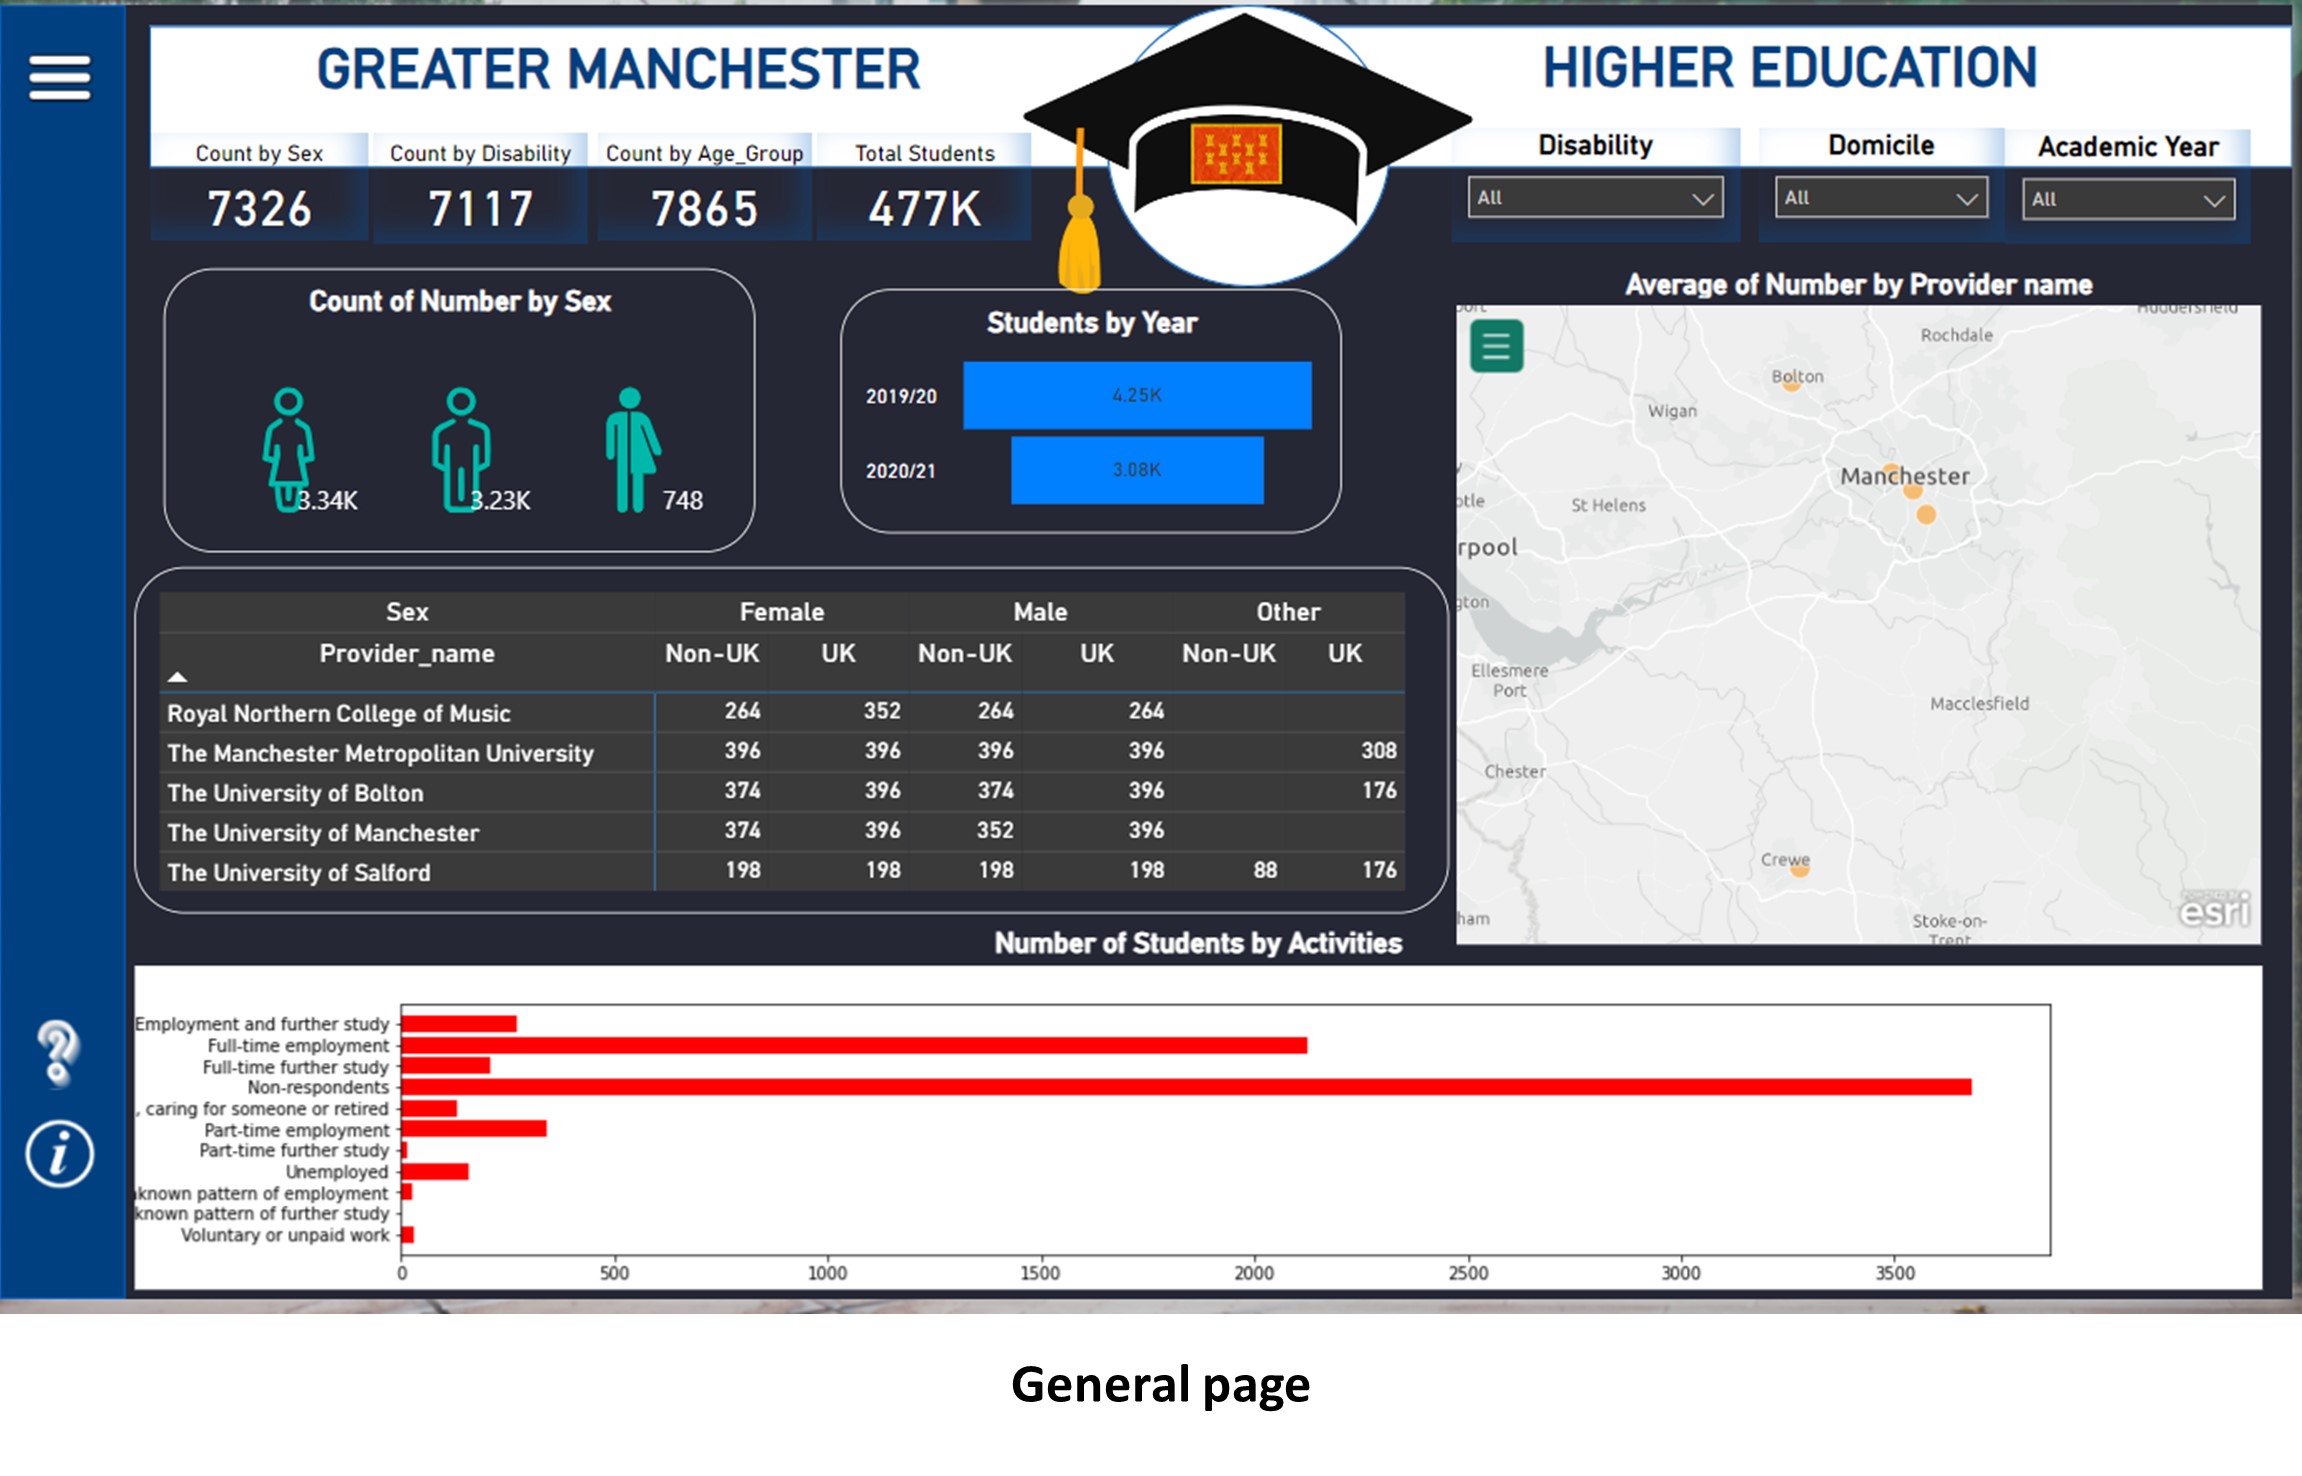 GREATER MANCHESTER
HIGHER EDUCATION
Count by Sex
7326
Count by Disability
7117
Count by Age_Group
7865
Total Students
477K
Disability
All
Domicile
All
Academic Year
All
Count of Number by Sex
3.34K
3.23K
748
Students by Year
2019/20 4.25K
2020/21 3.08K
Average of Number by Provider name
Rochdale
Bolton
Wigan
Manchester
St Helens
rpool
gton
Ellesmere
Port
Macclesfield
Chester
Crewe
ham
Stoke-on-
Trent
esri
Sex Female Male Other
Provider_name Non-UK UK Non-UK UK Non-UK UK
Royal Northern College of Music 264 352 264 264
The Manchester Metropolitan University 396 396 396 396 308
The University of Bolton 374 396 374 396 176
The University of Manchester 374 396 352 396
The University of Salford 198 198 198 198 88 176
Number of Students by Activities
Employment and further study
Full-time employment
Full-time further study
Non-respondents
, caring for someone or retired
Part-time employment
Part-time further study
Unemployed
known pattern of employment
known pattern of further study
Voluntary or unpaid work
0 500 1000 1500 2000 2500 3000 3500
i
General page